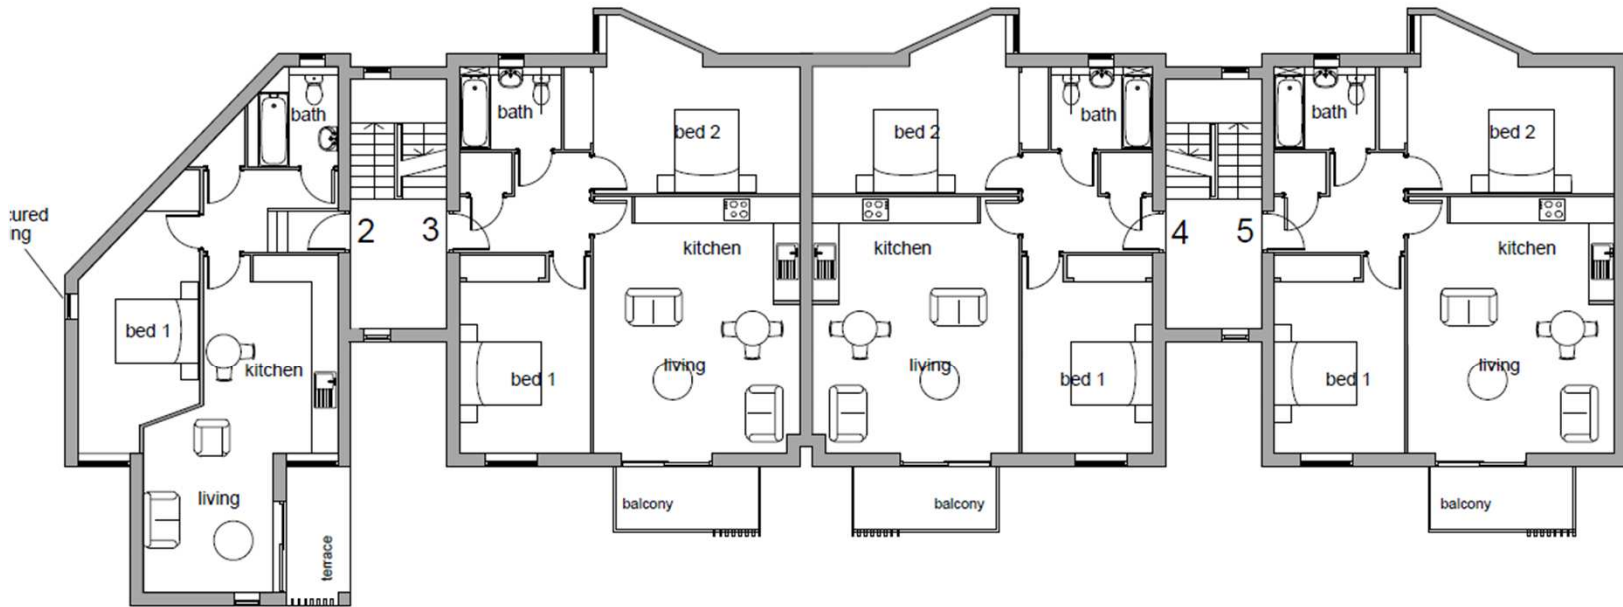 bath
bath
bath
bath
bed 2
bed 2
bed 2
2
3
4
5
kitchen
kitchen
kitchen
bed 1
kitchen
living
living
living
bed 1
bed 1
bed 1
living
balcony
balcony
balcony
terrace